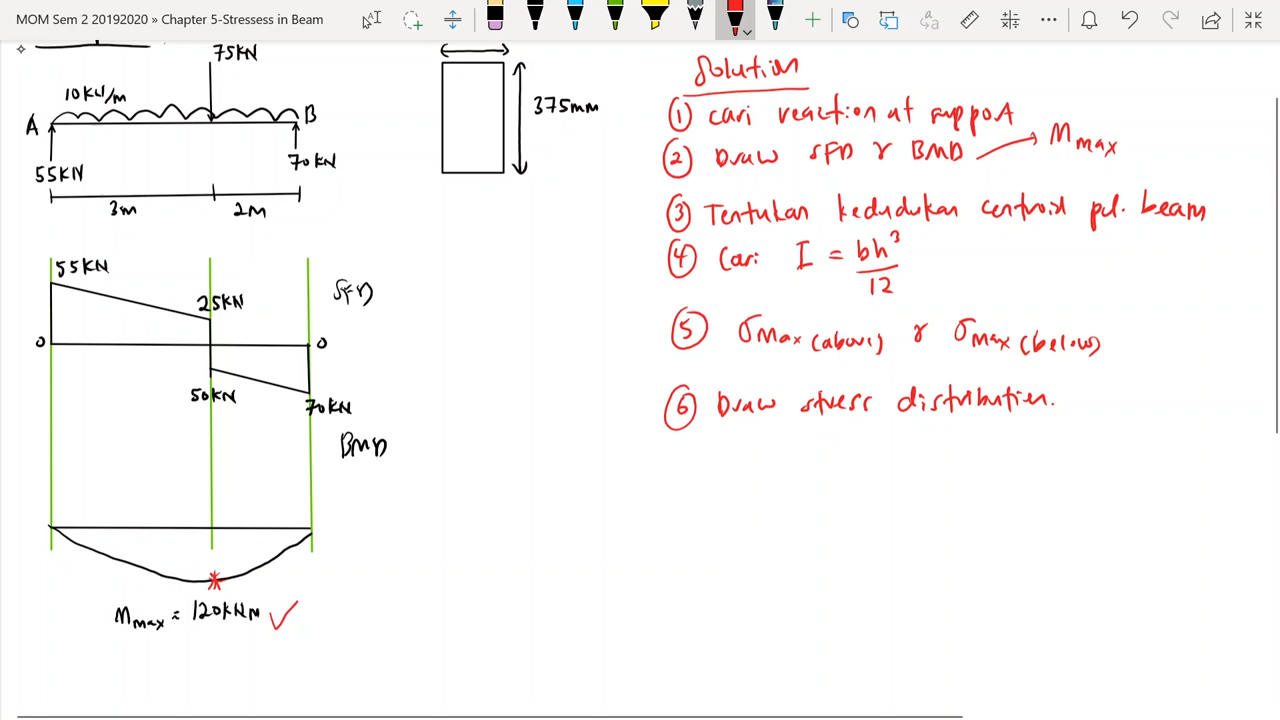 MOM Sem 2 20192020 » Chapter 5-Stressess in Beam
75KN
10KN/m
A
B
55KN
70KN
3m
2M
375mm
55KN
25KN
SFD
0
0
50KN
70KN
BMD
Mmax = 120KNM ✓
Solution
① cari reaction at support
② Draw SFD & BMD → Mmax
③ Tentukan kedudukan centroid pd. beam
④ Cari I = bh³/12
⑤ σMax (above) & σMax (below)
⑥ Draw stress distribution.